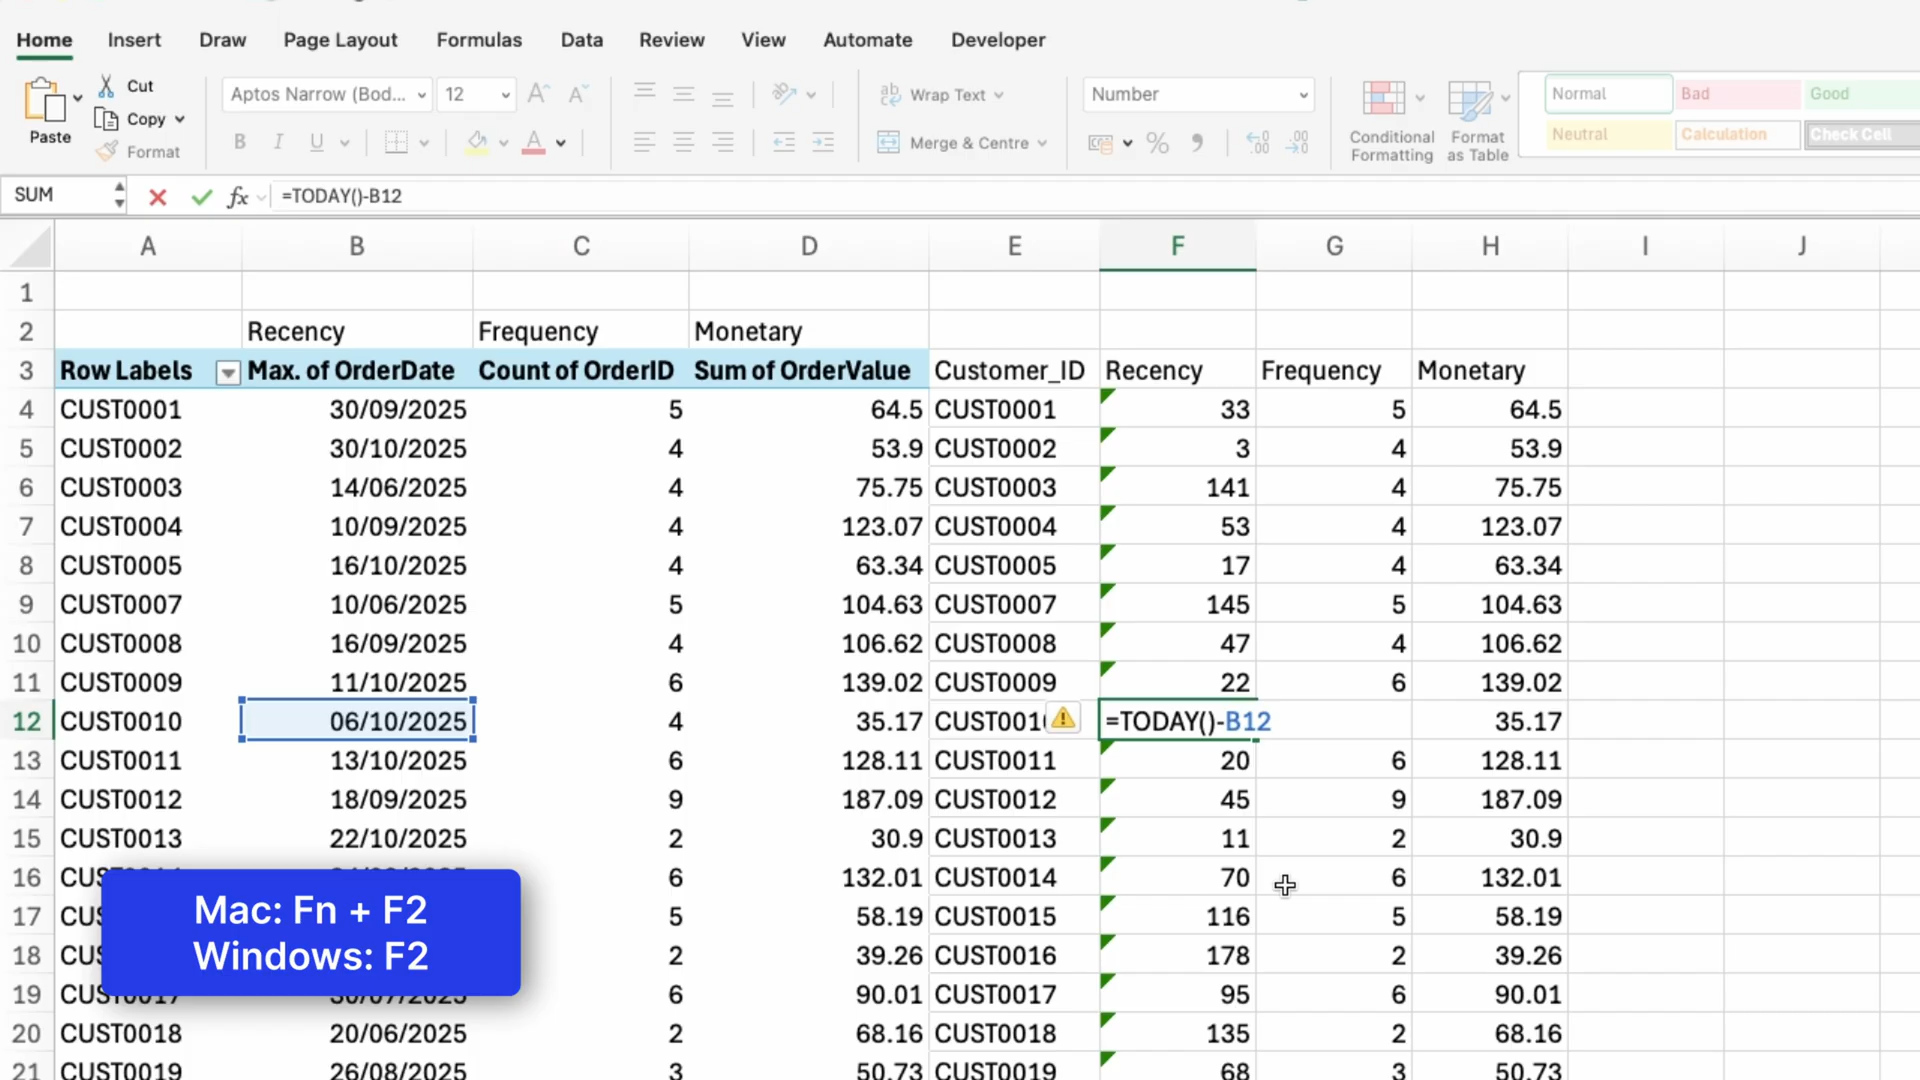 Home Insert Draw Page Layout Formulas Data Review View Automate Developer
Paste
Cut
Copy
Format
Aptos Narrow (Bod... 12
B I U A
Wrap Text
Merge & Centre
Number
Conditional Formatting
Format as Table
Normal Bad Good
Neutral Calculation Check Cell
SUM fx =TODAY()-B12
A B C D E F G H I J
1
2 Recency Frequency Monetary
3 Row Labels Max. of OrderDate Count of OrderID Sum of OrderValue Customer_ID Recency Frequency Monetary
4 CUST0001 30/09/2025 5 64.5 CUST0001 33 5 64.5
5 CUST0002 30/10/2025 4 53.9 CUST0002 3 4 53.9
6 CUST0003 14/06/2025 4 75.75 CUST0003 141 4 75.75
7 CUST0004 10/09/2025 4 123.07 CUST0004 53 4 123.07
8 CUST0005 16/10/2025 4 63.34 CUST0005 17 4 63.34
9 CUST0007 10/06/2025 5 104.63 CUST0007 145 5 104.63
10 CUST0008 16/09/2025 4 106.62 CUST0008 47 4 106.62
11 CUST0009 11/10/2025 6 139.02 CUST0009 22 6 139.02
12 CUST0010 06/10/2025 4 35.17 CUST001 =TODAY()-B12 35.17
13 CUST0011 13/10/2025 6 128.11 CUST0011 20 6 128.11
14 CUST0012 18/09/2025 9 187.09 CUST0012 45 9 187.09
15 CUST0013 22/10/2025 2 30.9 CUST0013 11 2 30.9
16 CUS 6 132.01 CUST0014 70 6 132.01
17 CUS 5 58.19 CUST0015 116 5 58.19
18 CUS 2 39.26 CUST0016 178 2 39.26
19 CUS 6 90.01 CUST0017 95 6 90.01
20 CUST0018 20/06/2025 2 68.16 CUST0018 135 2 68.16
21 CUST0019 26/08/2025 3 50.73 CUST0019 68 3 50.73
Mac: Fn + F2
Windows: F2